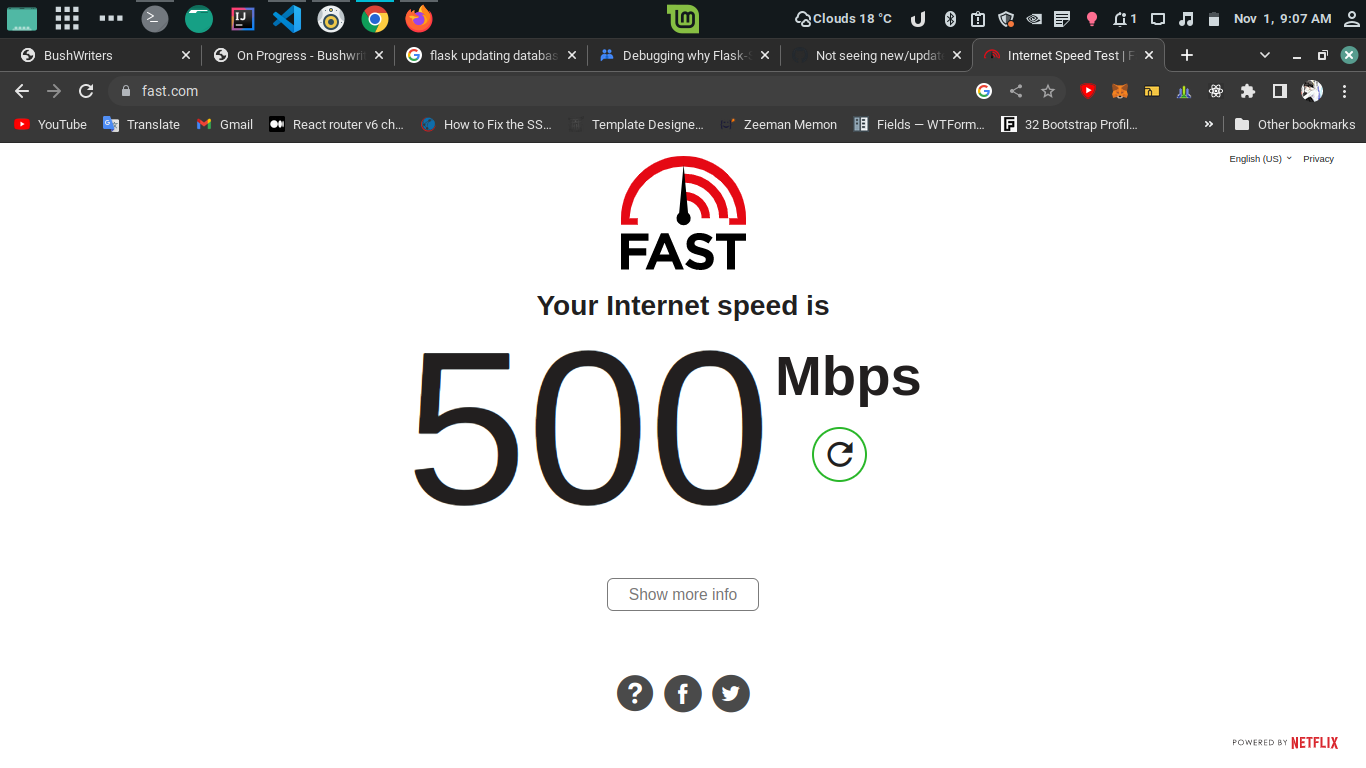 Clouds 18 °C
1
Nov 1, 9:07 AM
BushWriters
On Progress - Bushwri
flask updating databas
Debugging why Flask-S
Not seeing new/update
Internet Speed Test | F
fast.com
YouTube
Translate
Gmail
React router v6 ch...
How to Fix the SS...
Template Designe...
Zeeman Memon
Fields — WTForm...
32 Bootstrap Profil...
»
Other bookmarks
English (US)
Privacy
FAST
Your Internet speed is
500 Mbps
Show more info
POWERED BY NETFLIX